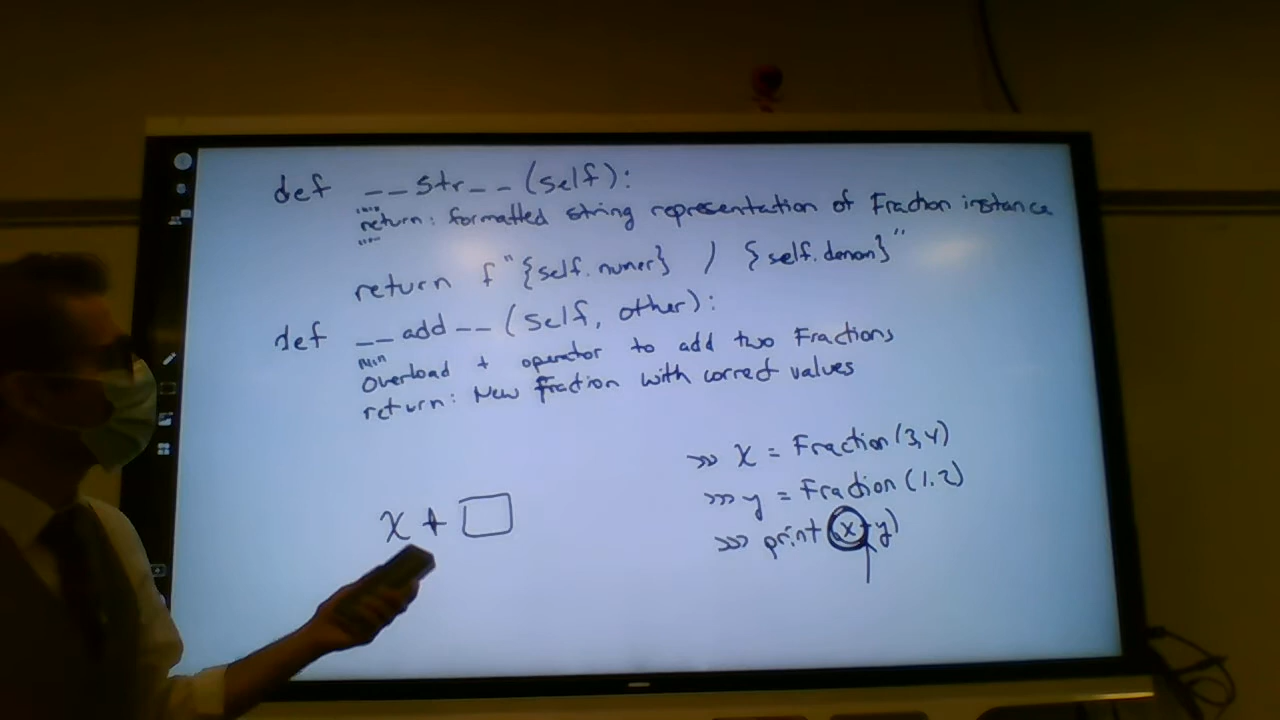 def __str__(self):
"""
return: formatted string representation of Fraction instance
"""
return f"{self.numer} / {self.denom}"
def __add__(self, other):
"""
Overload + operator to add two Fractions
return: New fraction with correct values
>>> x = Fraction(3,4)
>>> y = Fraction(1,2)
x + □
>>> print(x+y)